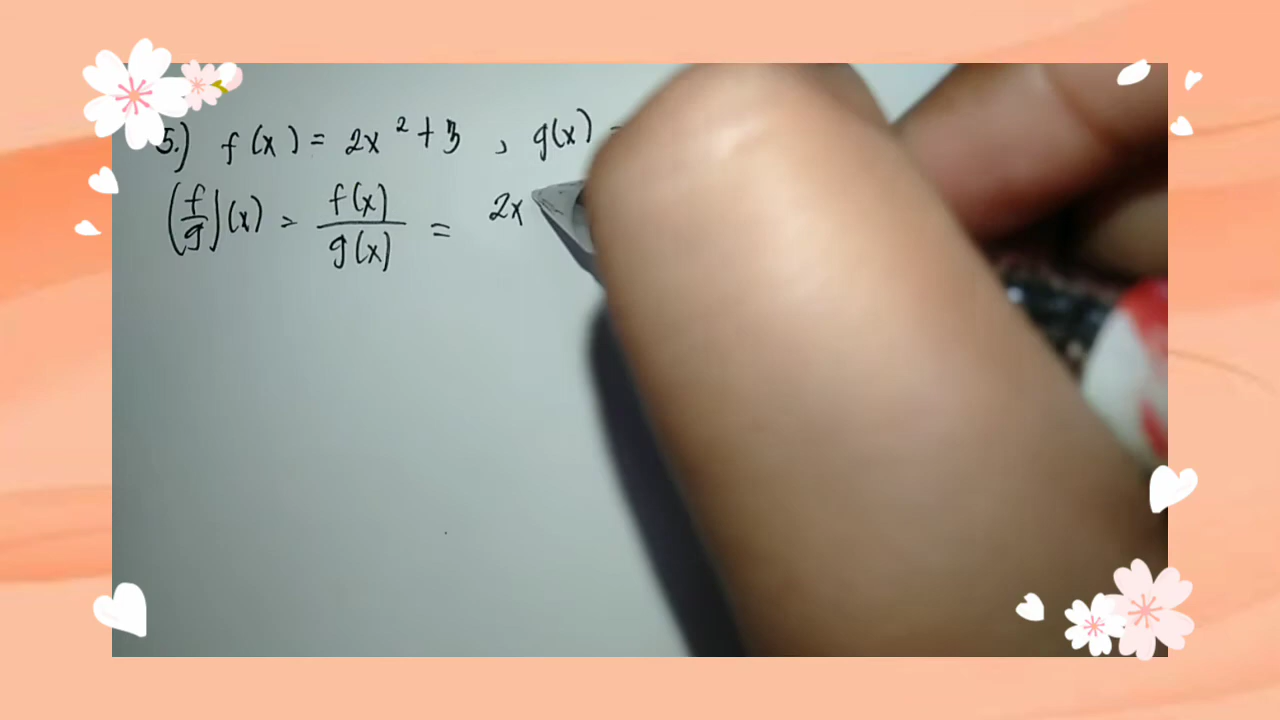 5.) f(x) = 2x² + 3 , g(x) =
(f/g)(x) = f(x)/g(x) = 2x